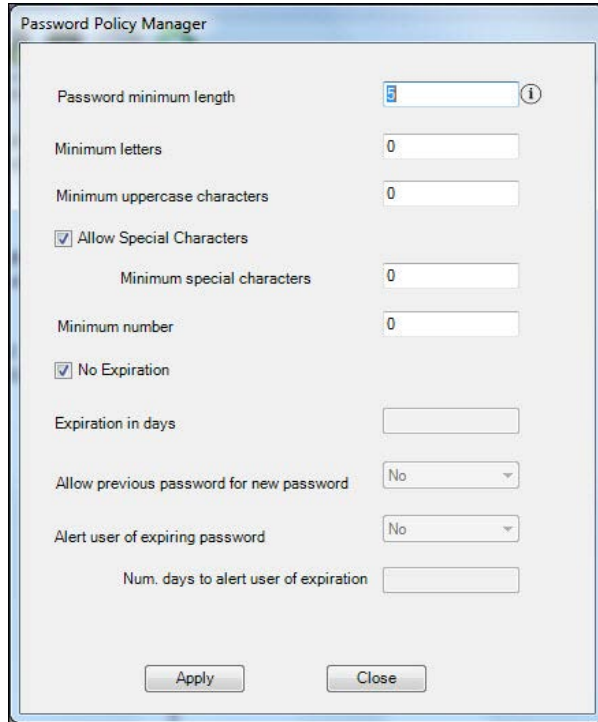 Password Policy Manager
Password minimum length 5 i
Minimum letters 0
Minimum uppercase characters 0
Allow Special Characters
Minimum special characters 0
Minimum number 0
No Expiration
Expiration in days
Allow previous password for new password No
Alert user of expiring password No
Num. days to alert user of expiration
Apply Close